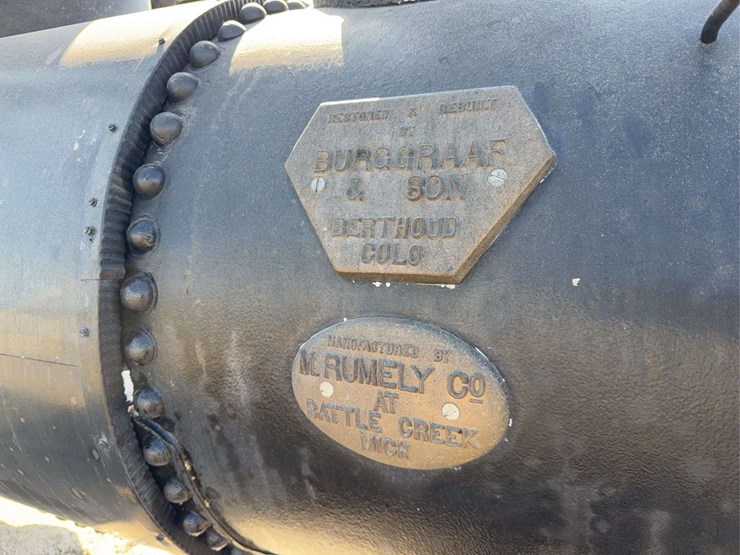 RESTORED & REBUILT
BY
BURGGRAAF
& SON
BERTHOUD
COLO
MANUFACTURED BY
M. RUMELY CO
AT
BATTLE CREEK
MICH